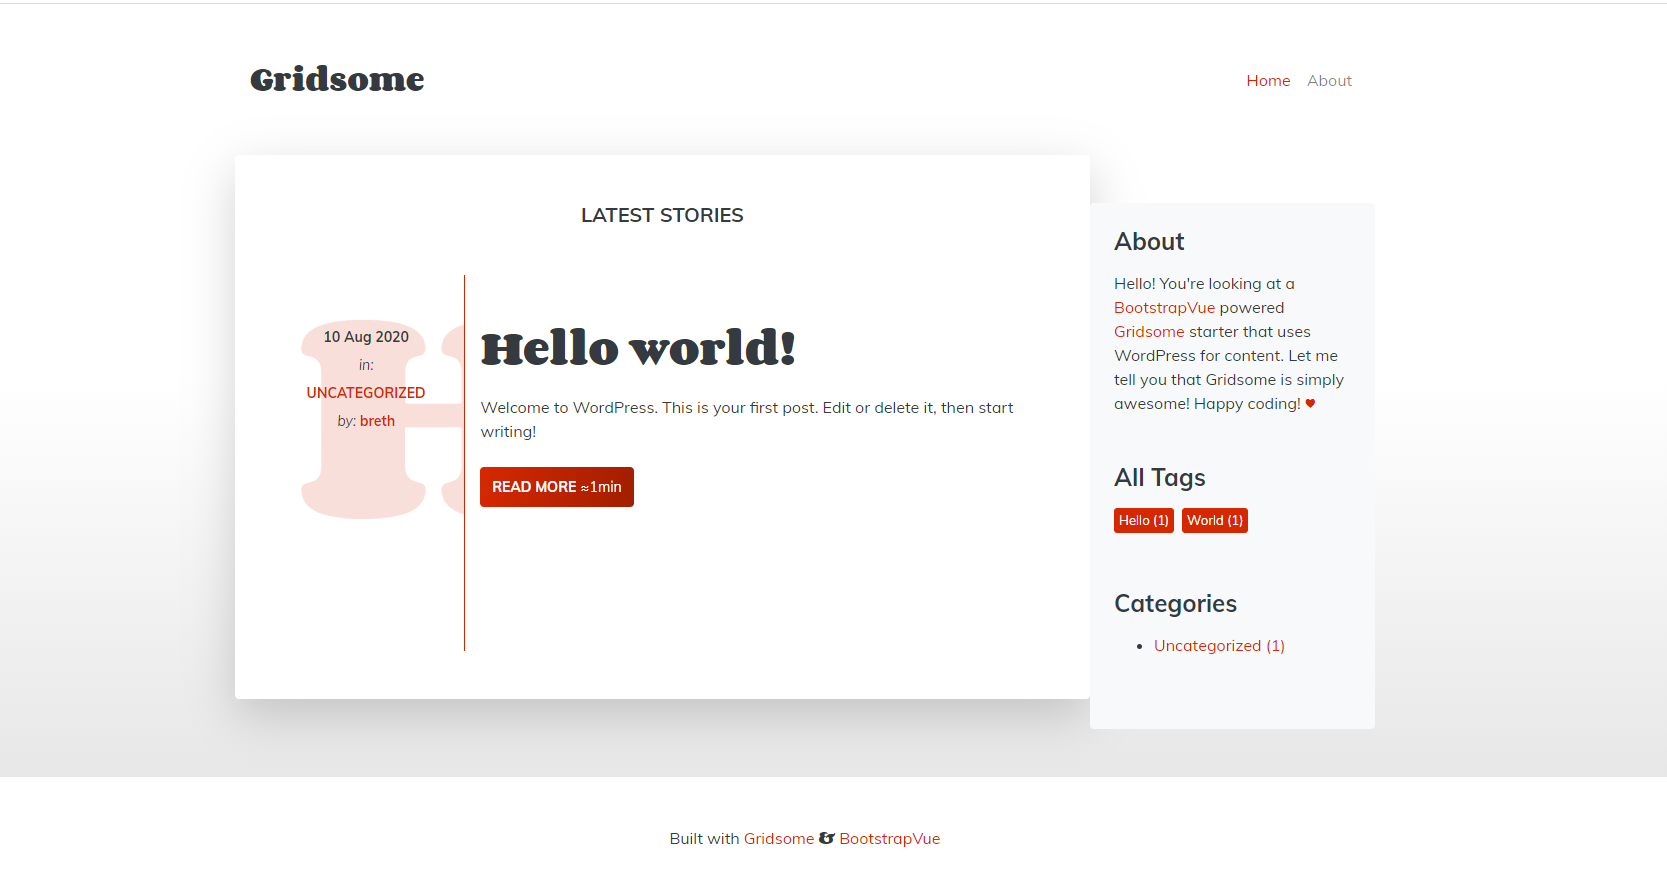 Gridsome
Home About
LATEST STORIES
10 Aug 2020
in:
UNCATEGORIZED
by: breth
H
Hello world!
Welcome to WordPress. This is your first post. Edit or delete it, then start
writing!
READ MORE ≈1min
About
Hello! You're looking at a
BootstrapVue powered
Gridsome starter that uses
WordPress for content. Let me
tell you that Gridsome is simply
awesome! Happy coding! ♥
All Tags
Hello (1) World (1)
Categories
• Uncategorized (1)
Built with Gridsome & BootstrapVue